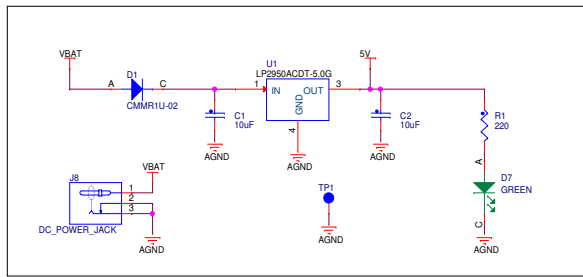 VBAT
D1
A
C
CMMR1U-02
U1
LP2950ACDT-5.0G
1
IN
OUT
3
GND
4
AGND
C1
10uF
AGND
5V
C2
10uF
AGND
R1
220
A
D7
GREEN
C
AGND
J8
VBAT
1
2
3
DC_POWER_JACK
AGND
TP1
AGND